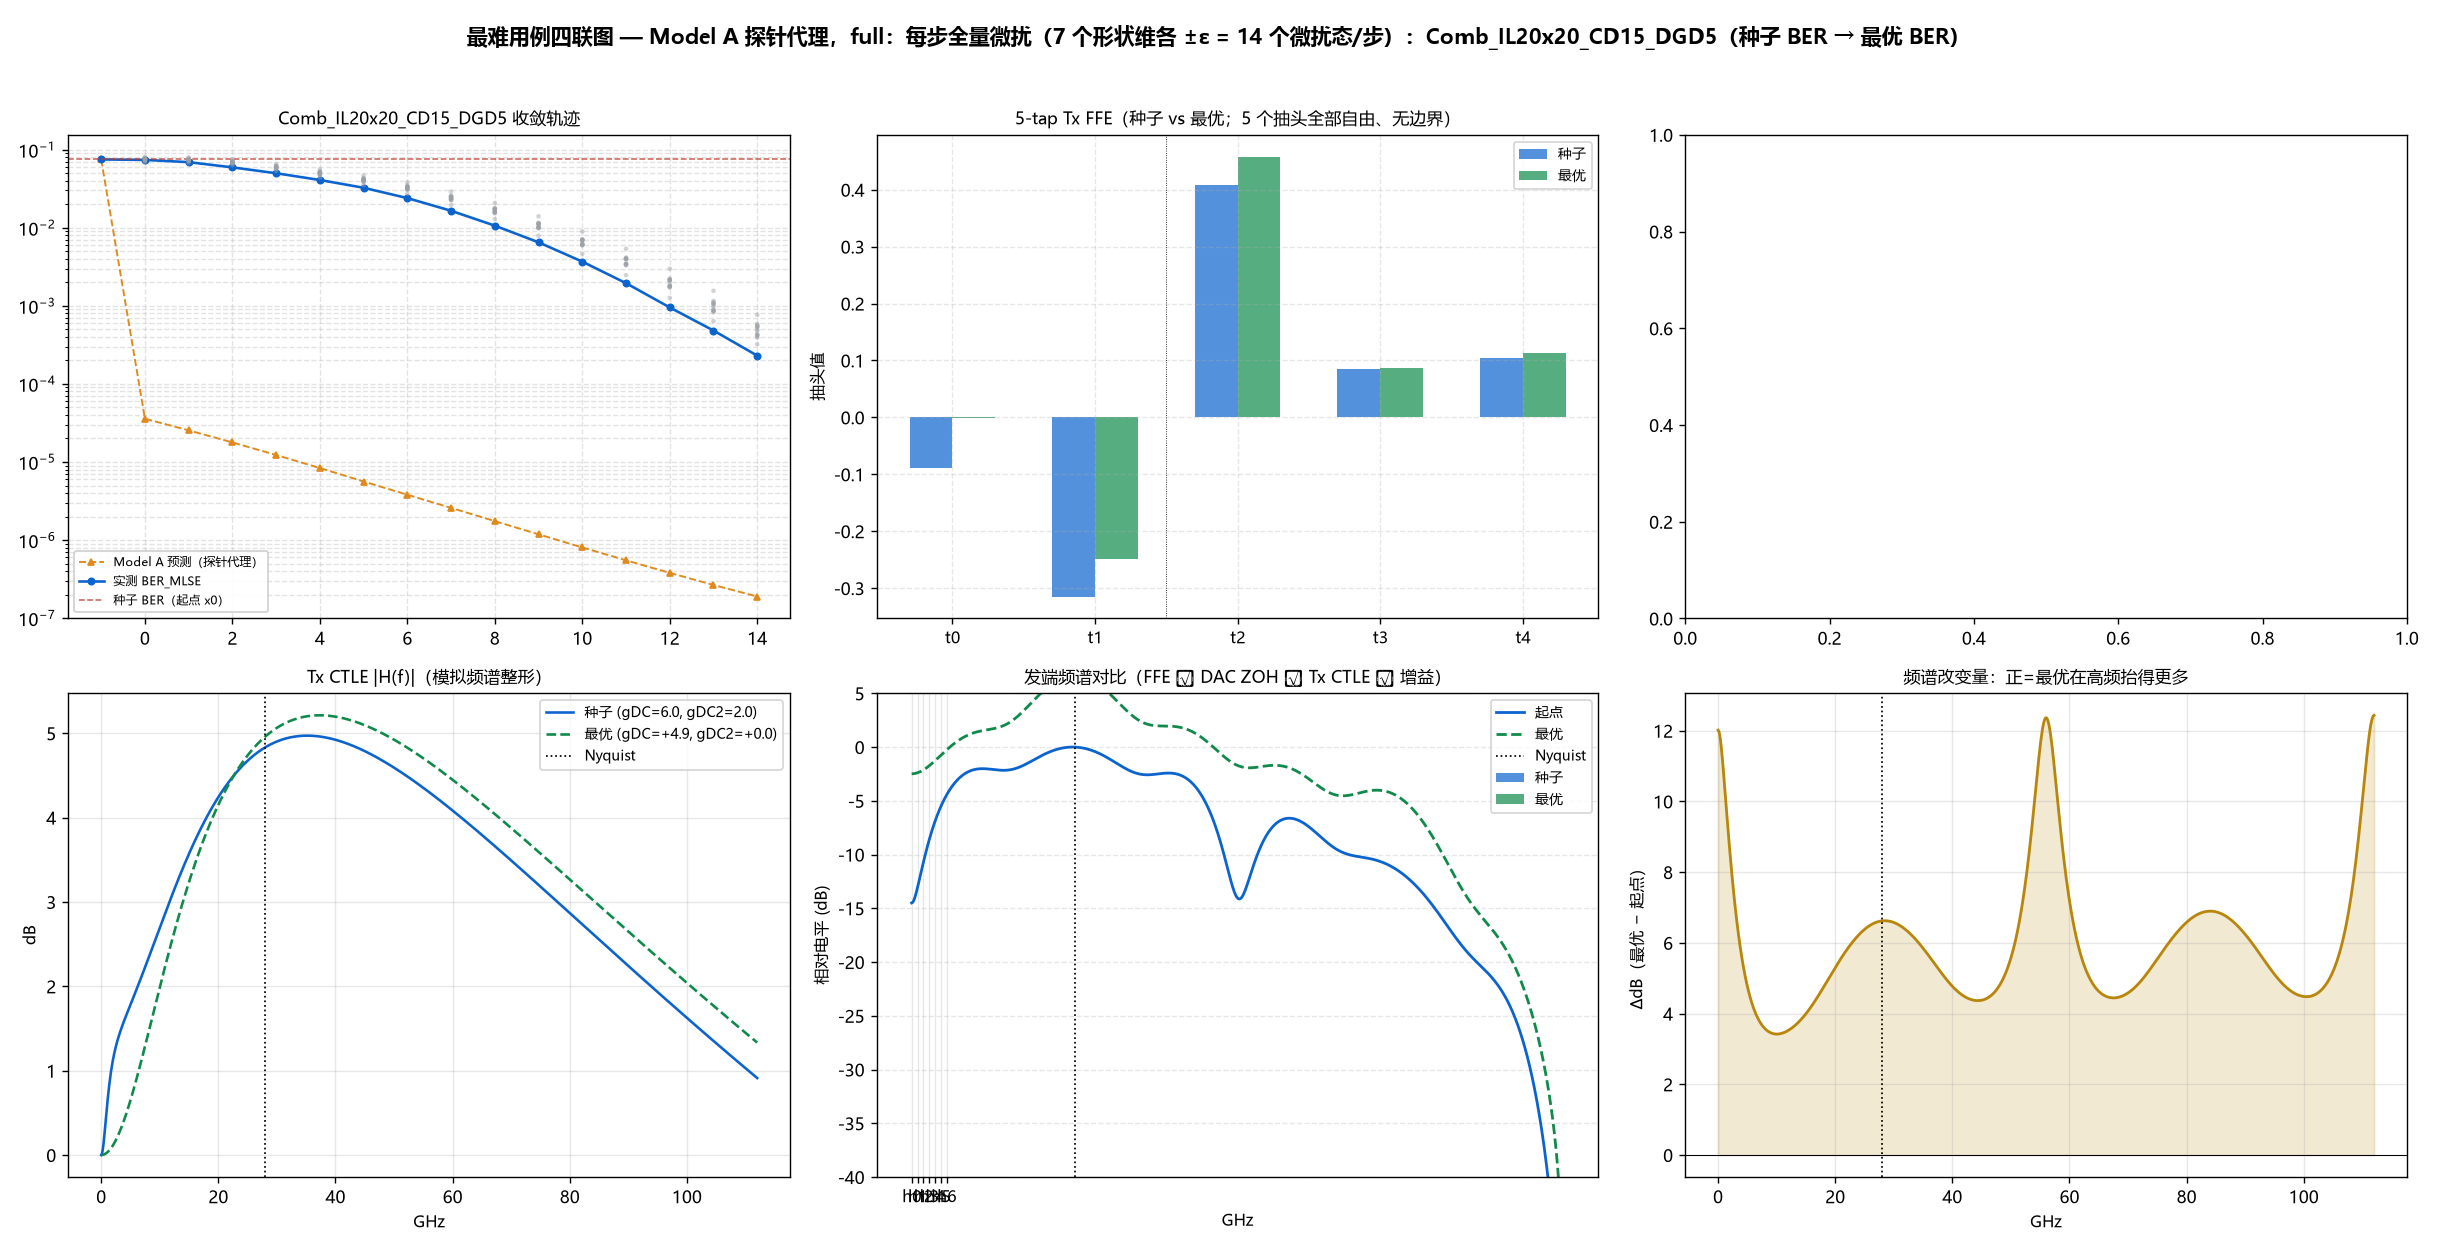 最难用例四联图 — Model A 探针代理，full：每步全量微扰（7 个形状维各 ±ε = 14 个微扰态/步）：Comb_IL20x20_CD15_DGD5（种子 BER → 最优 BER）
Comb_IL20x20_CD15_DGD5 收敛轨迹
10⁻¹
10⁻²
10⁻³
10⁻⁴
10⁻⁵
10⁻⁶
10⁻⁷
Model A 预测（探针代理）
实测 BER_MLSE
种子 BER（起点 x0）
0 2 4 6 8 10 12 14
5-tap Tx FFE（种子 vs 最优；5 个抽头全部自由、无边界）
抽头值
0.4
0.3
0.2
0.1
0.0
-0.1
-0.2
-0.3
种子
最优
t0 t1 t2 t3 t4
1.0
0.8
0.6
0.4
0.2
0.0
0.0 0.2 0.4 0.6 0.8 1.0
Tx CTLE |H(f)|（模拟频谱整形）
dB
5
4
3
2
1
0
种子 (gDC=6.0, gDC2=2.0)
最优 (gDC=+4.9, gDC2=+0.0)
Nyquist
0 20 40 60 80 100
GHz
发端频谱对比（FFE DAC ZOH Tx CTLE 增益）
相对电平 (dB)
5
0
-5
-10
-15
-20
-25
-30
-35
-40
起点
最优
Nyquist
种子
最优
GHz
频谱改变量：正=最优在高频抬得更多
ΔdB（最优 − 起点）
12
10
8
6
4
2
0
0 20 40 60 80 100
GHz